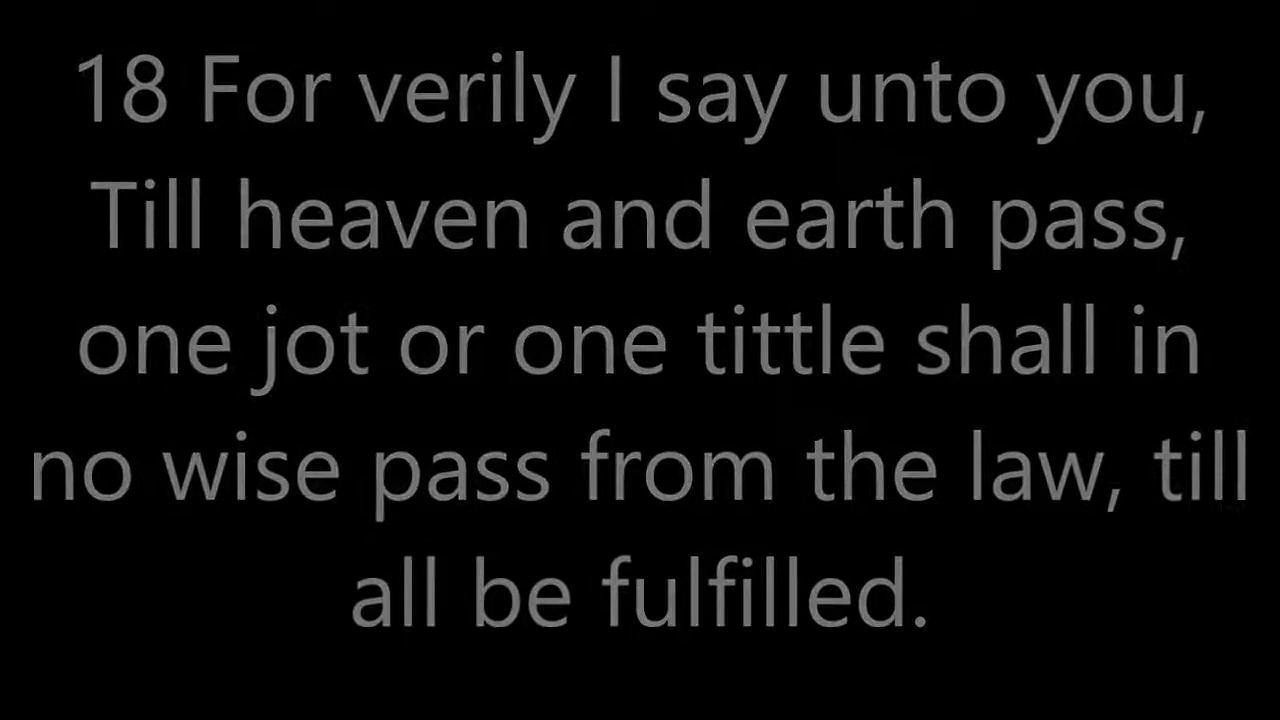 18 For verily I say unto you,
Till heaven and earth pass,
one jot or one tittle shall in
no wise pass from the law, till
all be fulfilled.